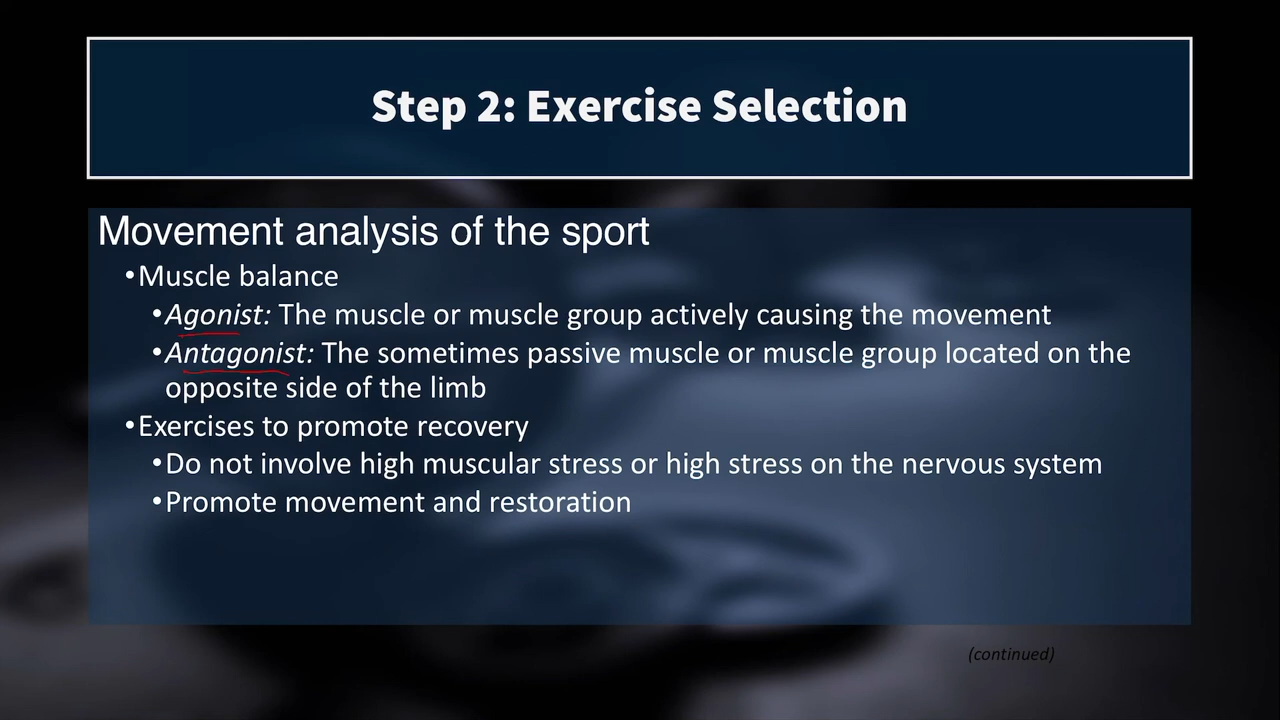 Step 2: Exercise Selection
Movement analysis of the sport
•Muscle balance
•Agonist: The muscle or muscle group actively causing the movement
•Antagonist: The sometimes passive muscle or muscle group located on the
opposite side of the limb
•Exercises to promote recovery
•Do not involve high muscular stress or high stress on the nervous system
•Promote movement and restoration
(continued)